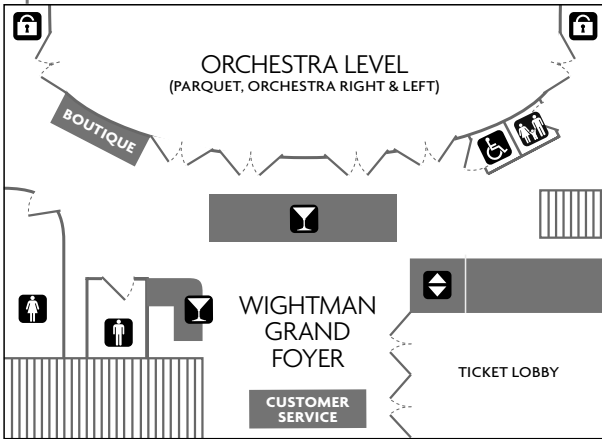 ORCHESTRA LEVEL
(PARQUET, ORCHESTRA RIGHT & LEFT)
BOUTIQUE
WIGHTMAN
GRAND
FOYER
TICKET LOBBY
CUSTOMER
SERVICE